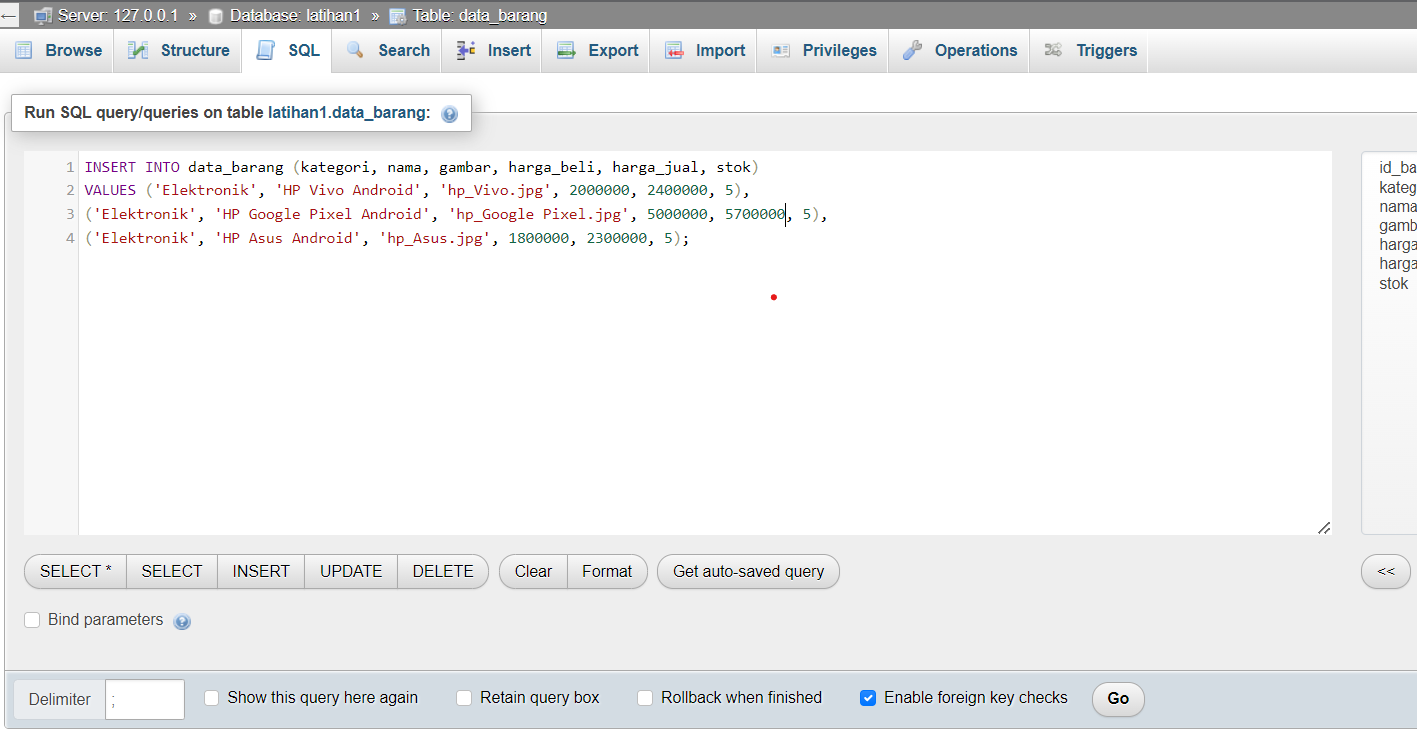 Server: 127.0.0.1 » Database: latihan1 » Table: data_barang
Browse Structure SQL Search Insert Export Import Privileges Operations Triggers
Run SQL query/queries on table latihan1.data_barang:
1 INSERT INTO data_barang (kategori, nama, gambar, harga_beli, harga_jual, stok)
2 VALUES ('Elektronik', 'HP Vivo Android', 'hp_Vivo.jpg', 2000000, 2400000, 5),
3 ('Elektronik', 'HP Google Pixel Android', 'hp_Google Pixel.jpg', 5000000, 5700000, 5),
4 ('Elektronik', 'HP Asus Android', 'hp_Asus.jpg', 1800000, 2300000, 5);
id_ba
kateg
nama
gamb
harga
harga
stok
SELECT * SELECT INSERT UPDATE DELETE Clear Format Get auto-saved query <<
Bind parameters
Delimiter ; Show this query here again Retain query box Rollback when finished Enable foreign key checks Go